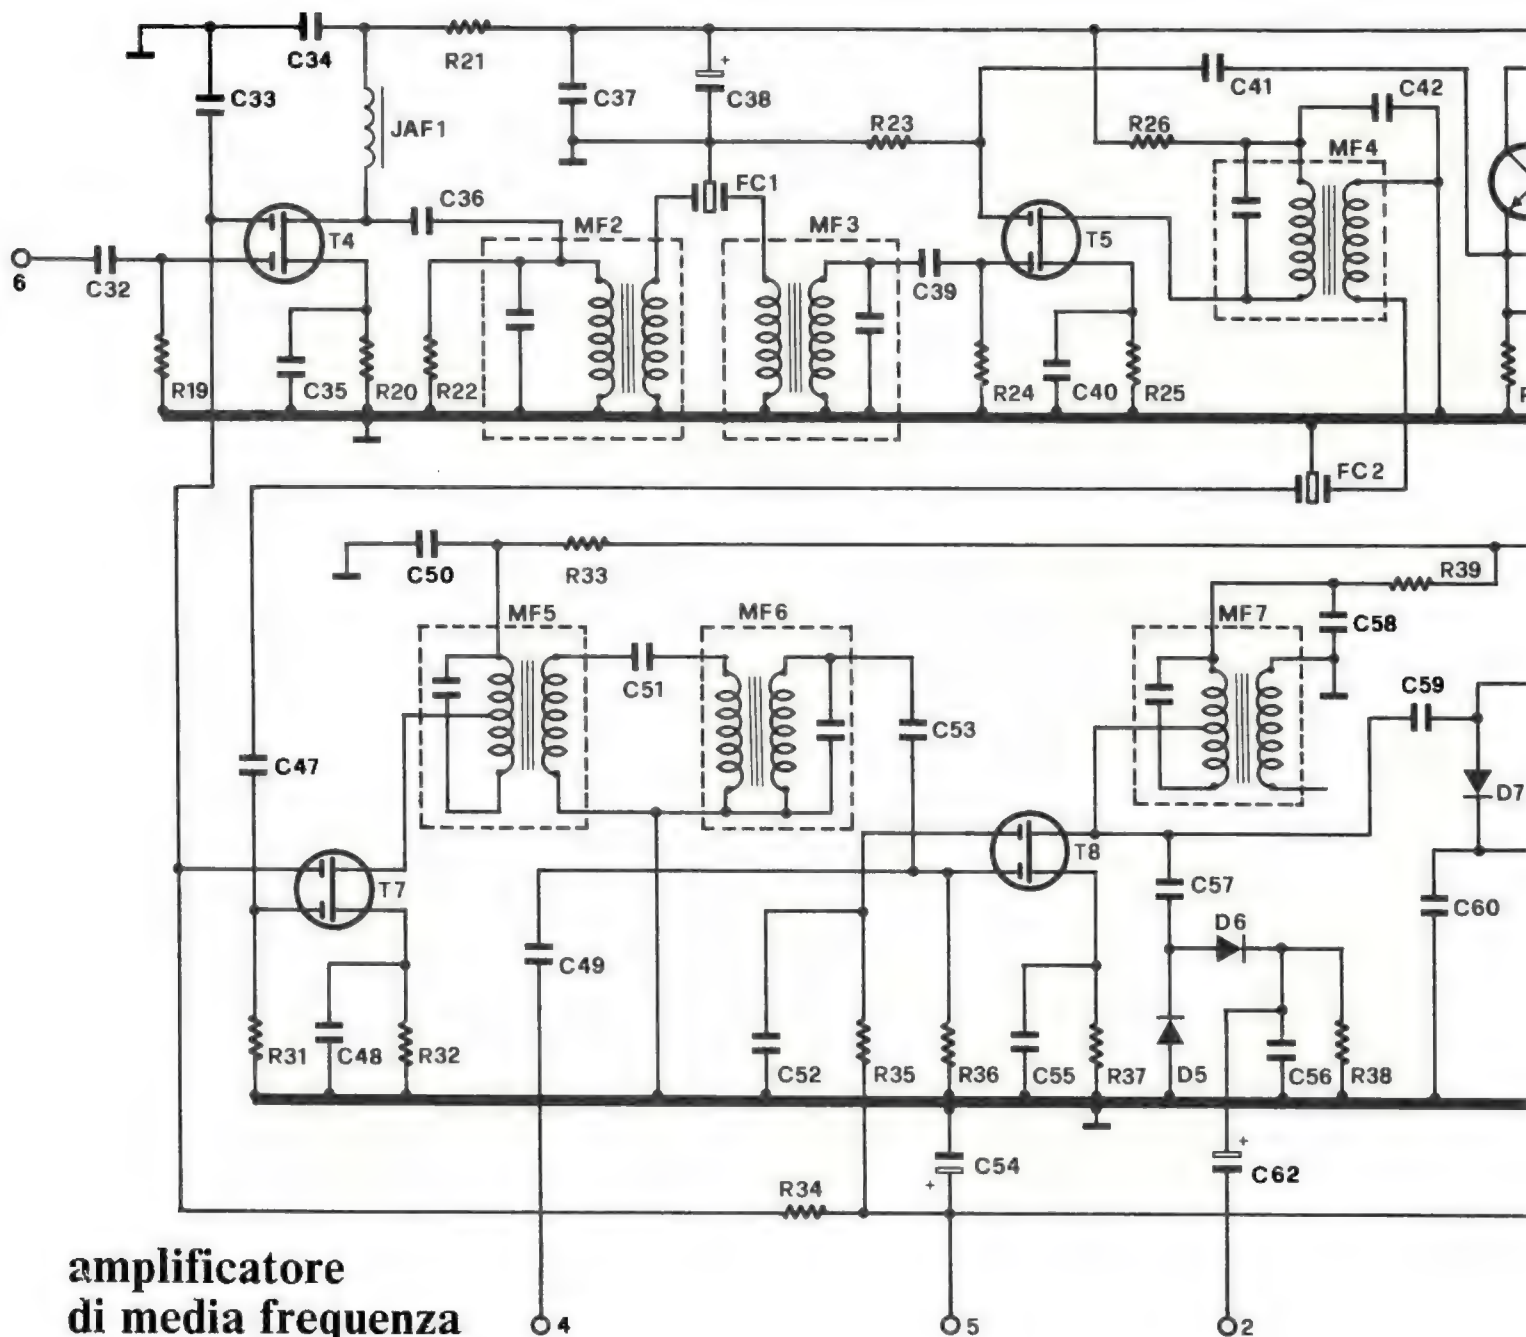 C34
R21
C33
JAF1
C37
+
C38
C41
C42
R23
R26
MF4
FC1
C36
T4
MF2
MF3
T5
6
C32
C39
R19
C35
R20
R22
R24
C40
R25
R
FC2
C50
R33
R39
MF5
MF6
MF7
C58
C51
C59
C53
C47
D7
T7
T8
C57
D6
C60
C49
R31
C48
R32
C52
R35
R36
C55
R37
D5
C56
R38
C54
+
+
C62
R34
amplificatore
di media frequenza
4
5
2